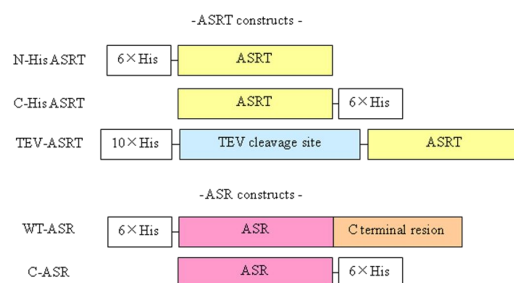 -ASRT constructs -
N-His ASRT 6×His ASRT
C-His ASRT ASRT 6×His
TEV-ASRT 10×His TEV cleavage site ASRT
-ASR constructs -
WT-ASR 6×His ASR C terminal resion
C-ASR ASR 6×His